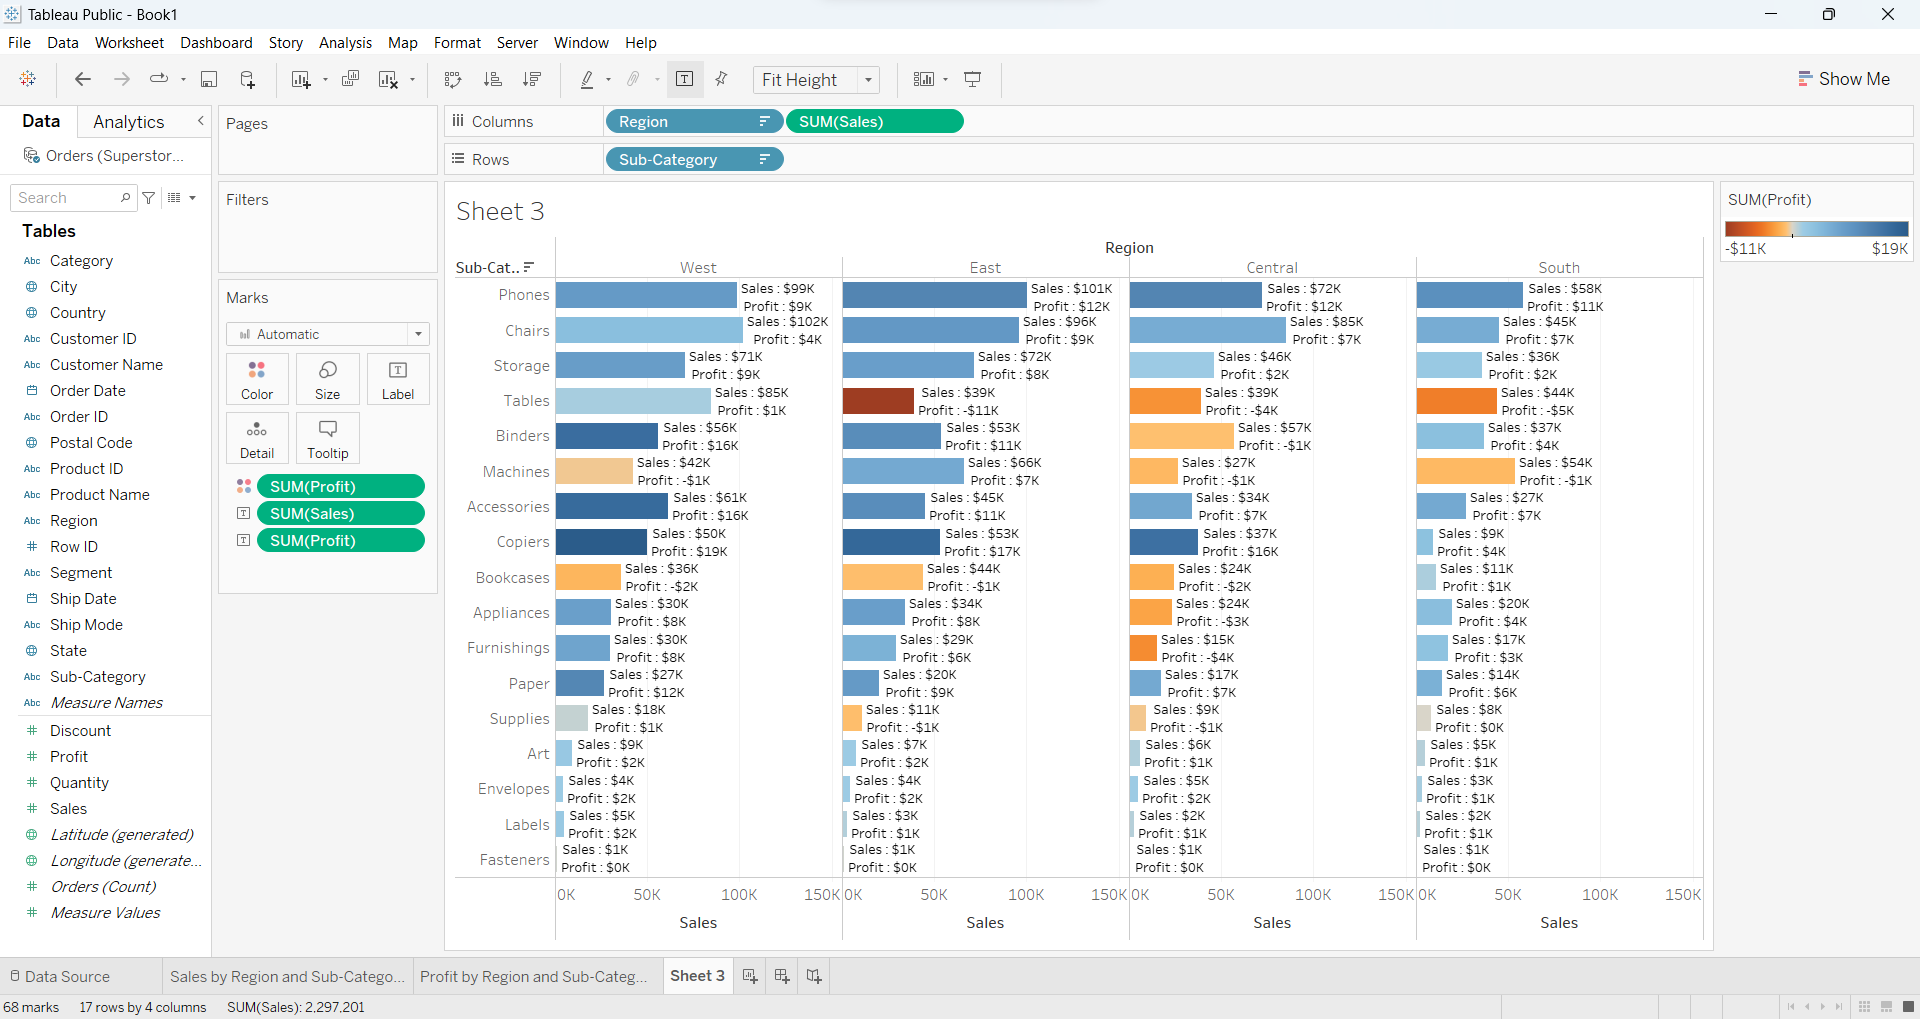 Tableau Public - Book1
File Data Worksheet Dashboard Story Analysis Map Format Server Window Help
Fit Height
Show Me
Data Analytics
Orders (Superstor...
Search
Tables
Abc Category
City
Country
Abc Customer ID
Abc Customer Name
Order Date
Abc Order ID
Postal Code
Abc Product ID
Abc Product Name
Abc Region
# Row ID
Abc Segment
Ship Date
Abc Ship Mode
State
Abc Sub-Category
Abc Measure Names
# Discount
# Profit
# Quantity
# Sales
Latitude (generated)
Longitude (generate...
# Orders (Count)
# Measure Values
Pages
Filters
Marks
Automatic
Color Size Label
Detail Tooltip
SUM(Profit)
SUM(Sales)
SUM(Profit)
Columns Region SUM(Sales)
Rows Sub-Category
Sheet 3
Region
Sub-Cat.. West East Central South
Phones
Sales : $99K Sales : $101K Sales : $72K Sales : $58K
Profit : $9K Profit : $12K Profit : $12K Profit : $11K
Chairs
Sales : $102K Sales : $96K Sales : $85K Sales : $45K
Profit : $4K Profit : $9K Profit : $7K Profit : $7K
Storage
Sales : $71K Sales : $72K Sales : $46K Sales : $36K
Profit : $9K Profit : $8K Profit : $2K Profit : $2K
Tables
Sales : $85K Sales : $39K Sales : $39K Sales : $44K
Profit : $1K Profit : -$11K Profit : -$4K Profit : -$5K
Binders
Sales : $56K Sales : $53K Sales : $57K Sales : $37K
Profit : $16K Profit : $11K Profit : -$1K Profit : $4K
Machines
Sales : $42K Sales : $66K Sales : $27K Sales : $54K
Profit : -$1K Profit : $7K Profit : -$1K Profit : -$1K
Accessories
Sales : $61K Sales : $45K Sales : $34K Sales : $27K
Profit : $16K Profit : $11K Profit : $7K Profit : $7K
Copiers
Sales : $50K Sales : $53K Sales : $37K Sales : $9K
Profit : $19K Profit : $17K Profit : $16K Profit : $4K
Bookcases
Sales : $36K Sales : $44K Sales : $24K Sales : $11K
Profit : -$2K Profit : -$1K Profit : -$2K Profit : $1K
Appliances
Sales : $30K Sales : $34K Sales : $24K Sales : $20K
Profit : $8K Profit : $8K Profit : -$3K Profit : $4K
Furnishings
Sales : $30K Sales : $29K Sales : $15K Sales : $17K
Profit : $8K Profit : $6K Profit : -$4K Profit : $3K
Paper
Sales : $27K Sales : $20K Sales : $17K Sales : $14K
Profit : $12K Profit : $9K Profit : $7K Profit : $6K
Supplies
Sales : $18K Sales : $11K Sales : $9K Sales : $8K
Profit : $1K Profit : -$1K Profit : -$1K Profit : $0K
Art
Sales : $9K Sales : $7K Sales : $6K Sales : $5K
Profit : $2K Profit : $2K Profit : $1K Profit : $1K
Envelopes
Sales : $4K Sales : $4K Sales : $5K Sales : $3K
Profit : $2K Profit : $2K Profit : $2K Profit : $1K
Labels
Sales : $5K Sales : $3K Sales : $2K Sales : $2K
Profit : $2K Profit : $1K Profit : $1K Profit : $1K
Fasteners
Sales : $1K Sales : $1K Sales : $1K Sales : $1K
Profit : $0K Profit : $0K Profit : $0K Profit : $0K
0K 50K 100K 150K 0K 50K 100K 150K 0K 50K 100K 150K 0K 50K 100K 150K
Sales Sales Sales Sales
SUM(Profit)
-$11K $19K
Data Source Sales by Region and Sub-Catego... Profit by Region and Sub-Categ... Sheet 3
68 marks 17 rows by 4 columns SUM(Sales): 2,297,201